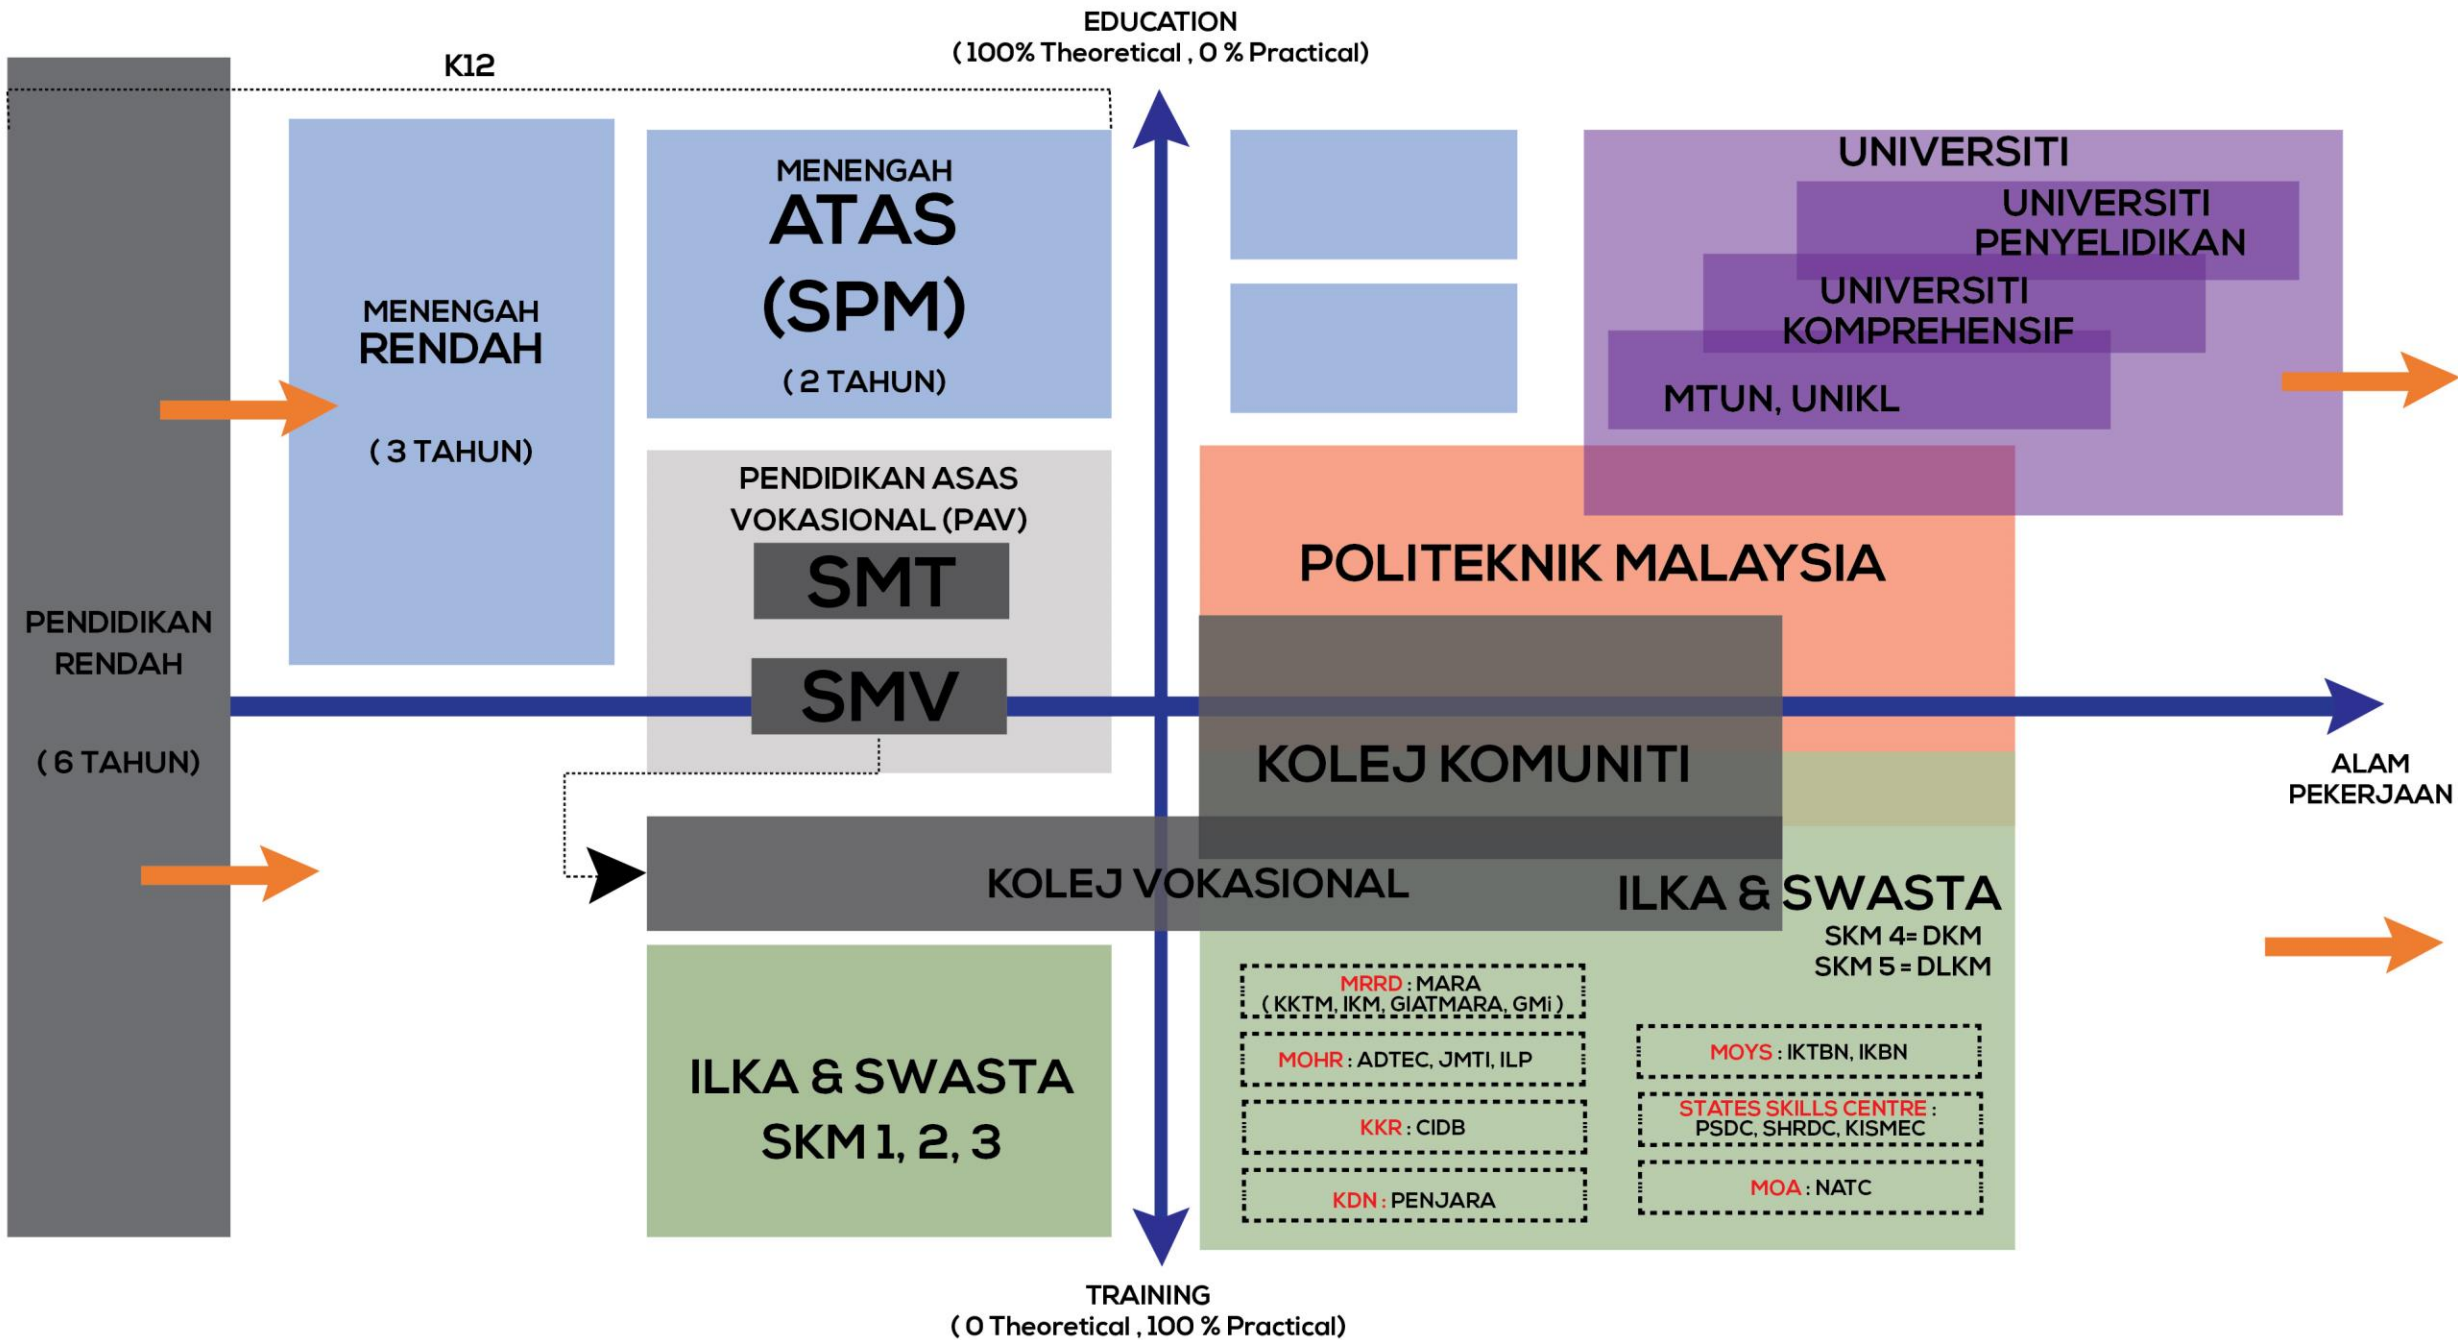 EDUCATION
(100% Theoretical , 0 % Practical)
K12
PENDIDIKAN
RENDAH
( 6 TAHUN)
MENENGAH
RENDAH
( 3 TAHUN)
MENENGAH
ATAS
(SPM)
( 2 TAHUN)
PENDIDIKAN ASAS
VOKASIONAL (PAV)
SMT
SMV
UNIVERSITI
UNIVERSITI
PENYELIDIKAN
UNIVERSITI
KOMPREHENSIF
MTUN, UNIKL
POLITEKNIK MALAYSIA
KOLEJ KOMUNITI
ALAM
PEKERJAAN
KOLEJ VOKASIONAL
ILKA & SWASTA
SKM 4= DKM
SKM 5 = DLKM
ILKA & SWASTA
SKM 1, 2, 3
MRRD : MARA
( KKTM, IKM, GIATMARA, GMi )
MOHR : ADTEC, JMTI, ILP
KKR : CIDB
KDN : PENJARA
MOYS : IKTBN, IKBN
STATES SKILLS CENTRE :
PSDC, SHRDC, KISMEC
MOA : NATC
TRAINING
( 0 Theoretical , 100 % Practical)